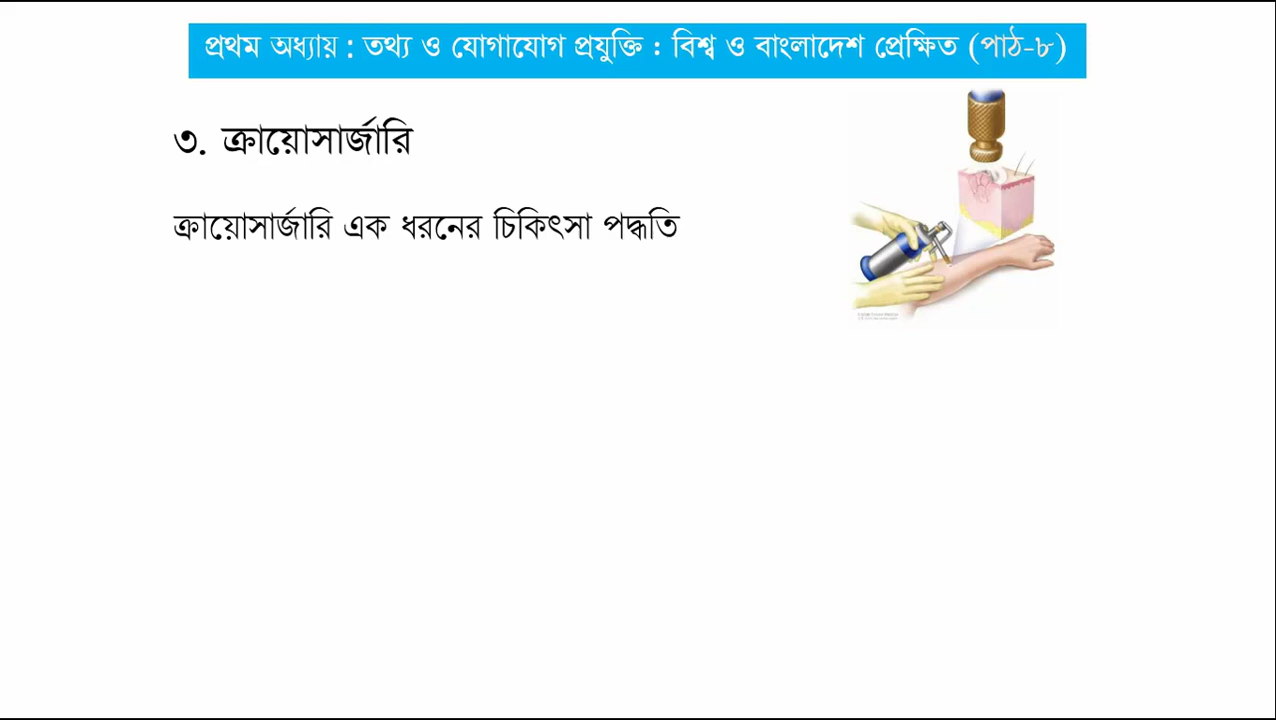 প্রথম অধ্যায় : তথ্য ও যোগাযোগ প্রযুক্তি : বিশ্ব ও বাংলাদেশ প্রেক্ষিত (পাঠ-৮)
৩. ক্রায়োসার্জারি
ক্রায়োসার্জারি এক ধরনের চিকিৎসা পদ্ধতি